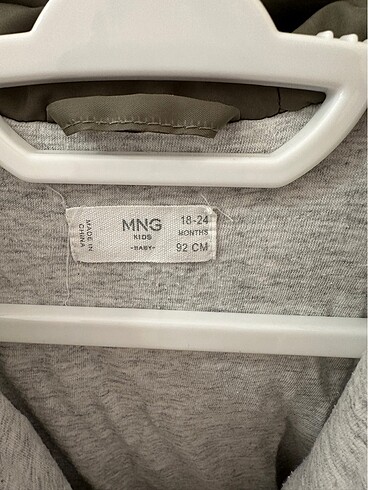 MADE IN
CHINA
MNG
KIDS
-BABY-
18-24
MONTHS
92 CM